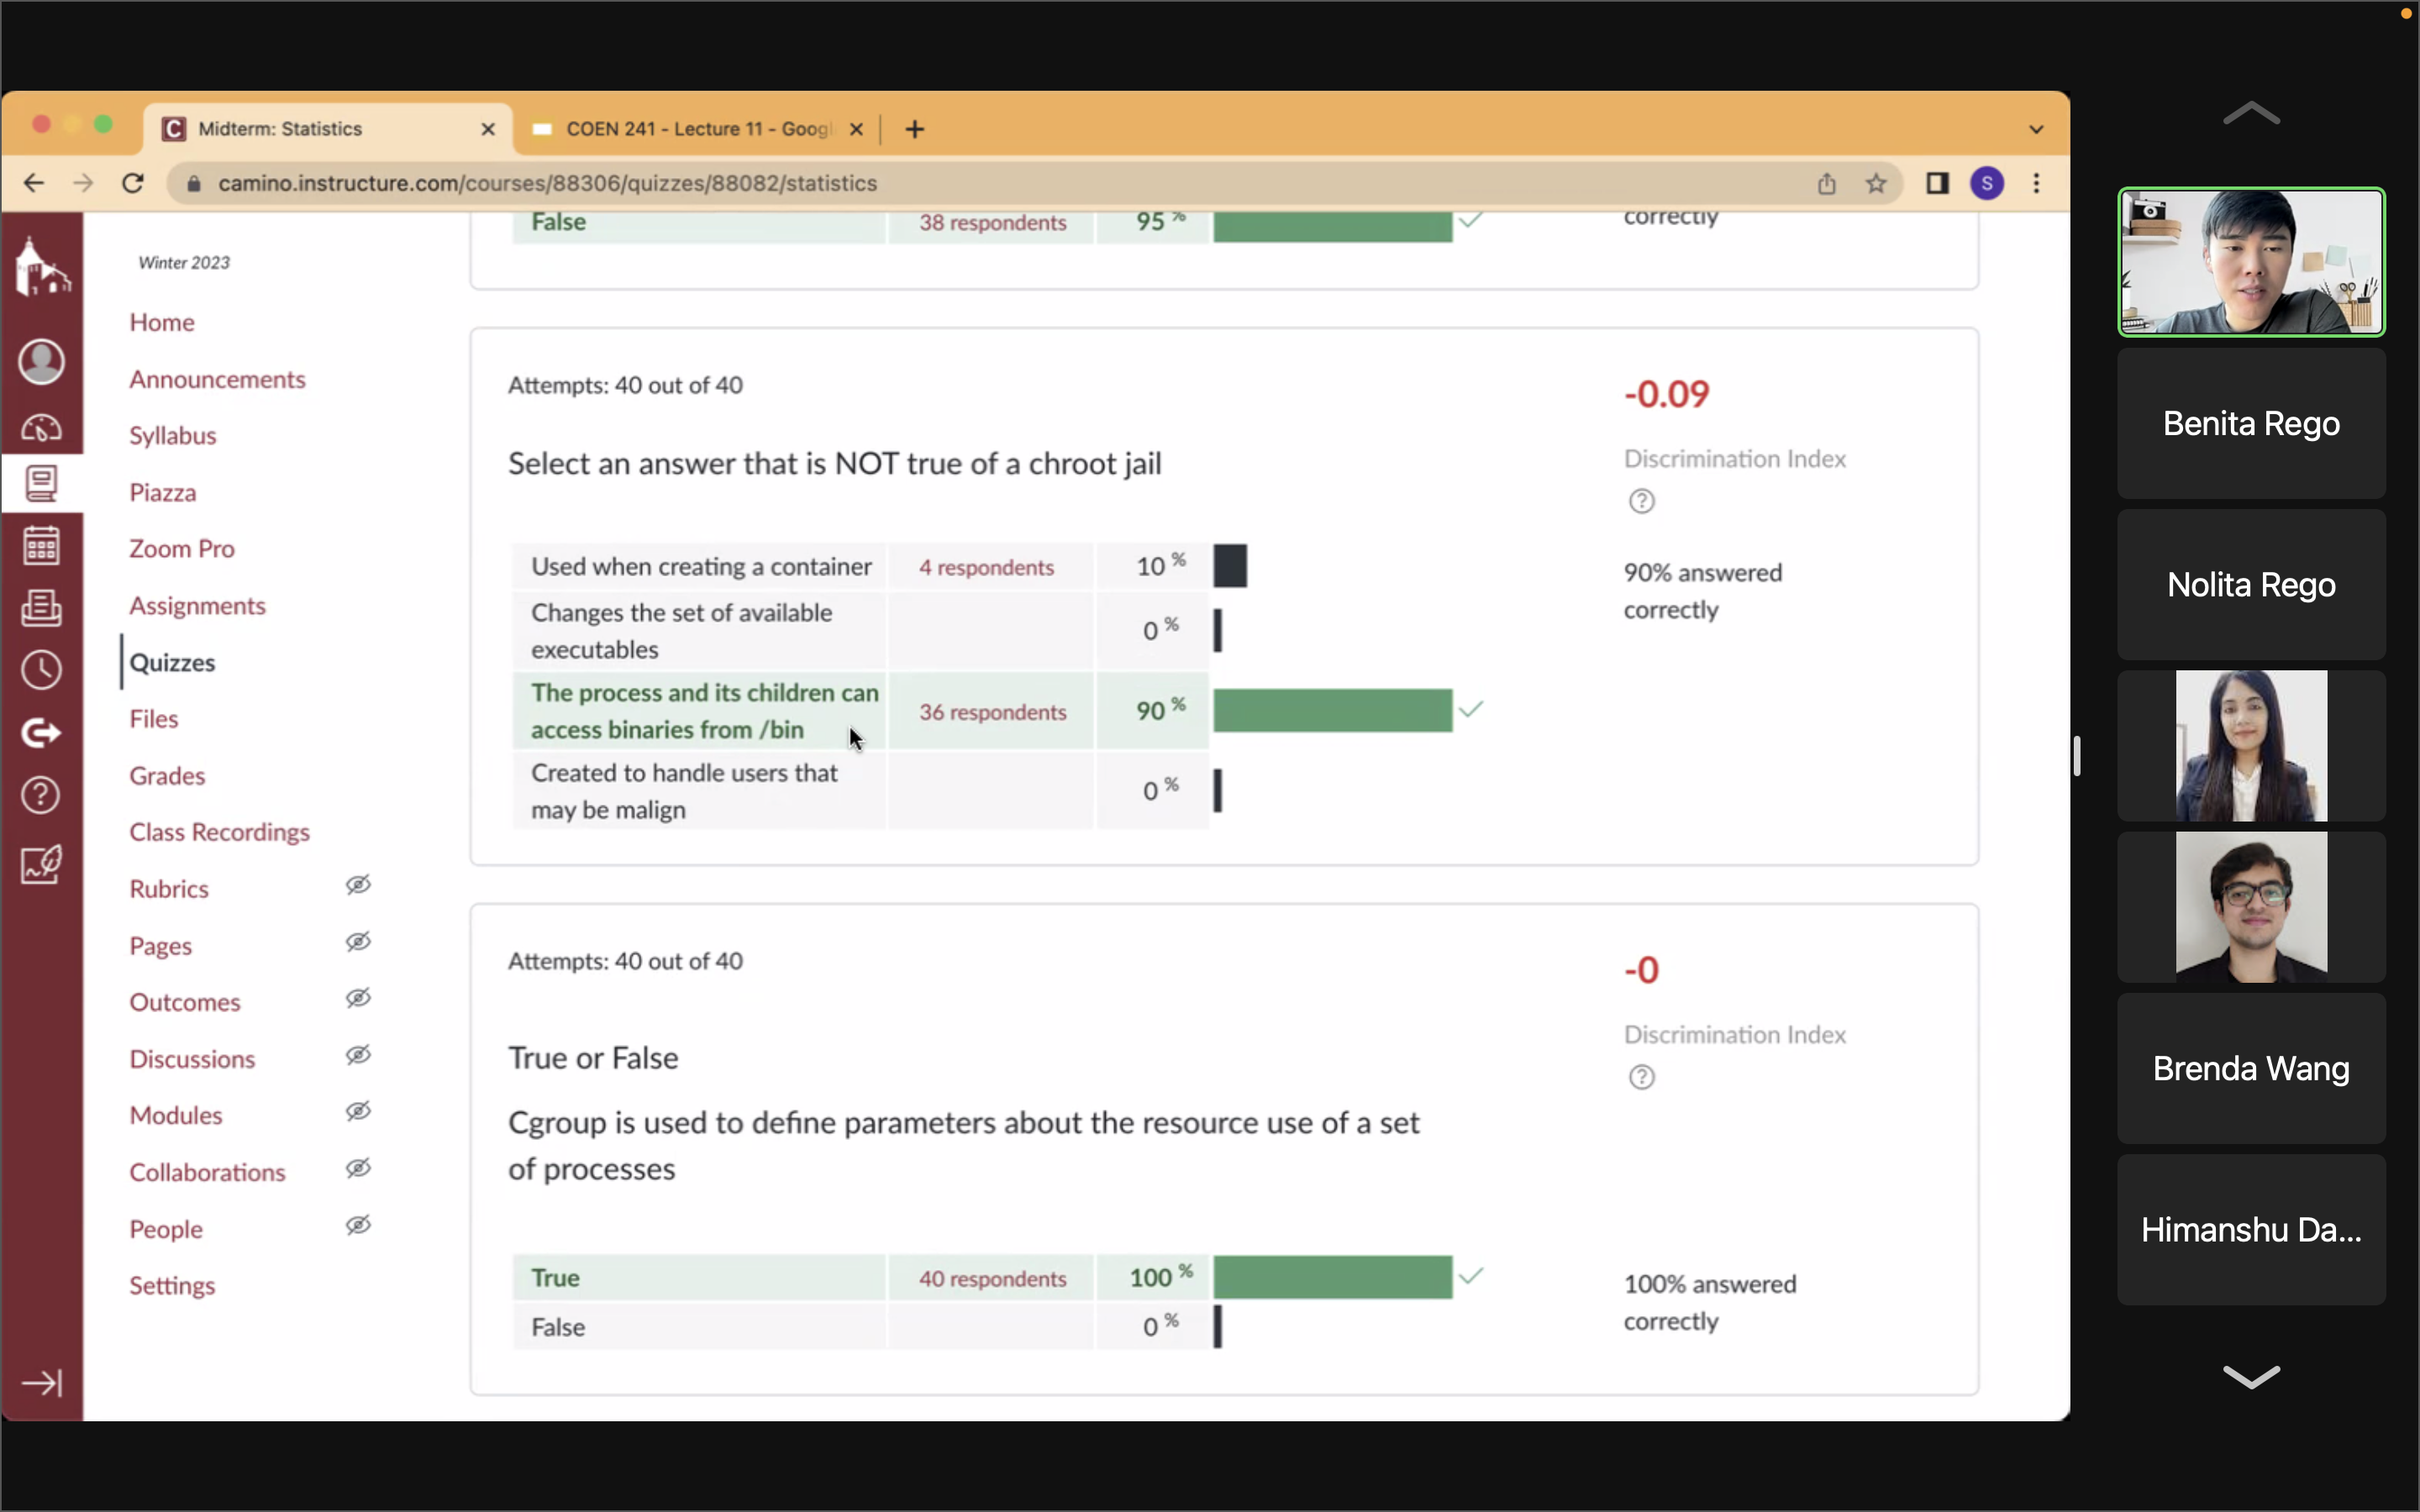 Midterm: Statistics
COEN 241 - Lecture 11 - Googl
camino.instructure.com/courses/88306/quizzes/88082/statistics
S
Winter 2023
Home
Announcements
Syllabus
Piazza
Zoom Pro
Assignments
Quizzes
Files
Grades
Class Recordings
Rubrics
Pages
Outcomes
Discussions
Modules
Collaborations
People
Settings
False 38 respondents 95 %
correctly
Attempts: 40 out of 40
-0.09
Discrimination Index
Select an answer that is NOT true of a chroot jail
90% answered
correctly
Used when creating a container 4 respondents 10 %
Changes the set of available
executables 0 %
The process and its children can
access binaries from /bin 36 respondents 90 %
Created to handle users that
may be malign 0 %
Attempts: 40 out of 40
-0
Discrimination Index
True or False
Cgroup is used to define parameters about the resource use of a set
of processes
True 40 respondents 100 %
False 0 %
100% answered
correctly
Benita Rego
Nolita Rego
Brenda Wang
Himanshu Da...